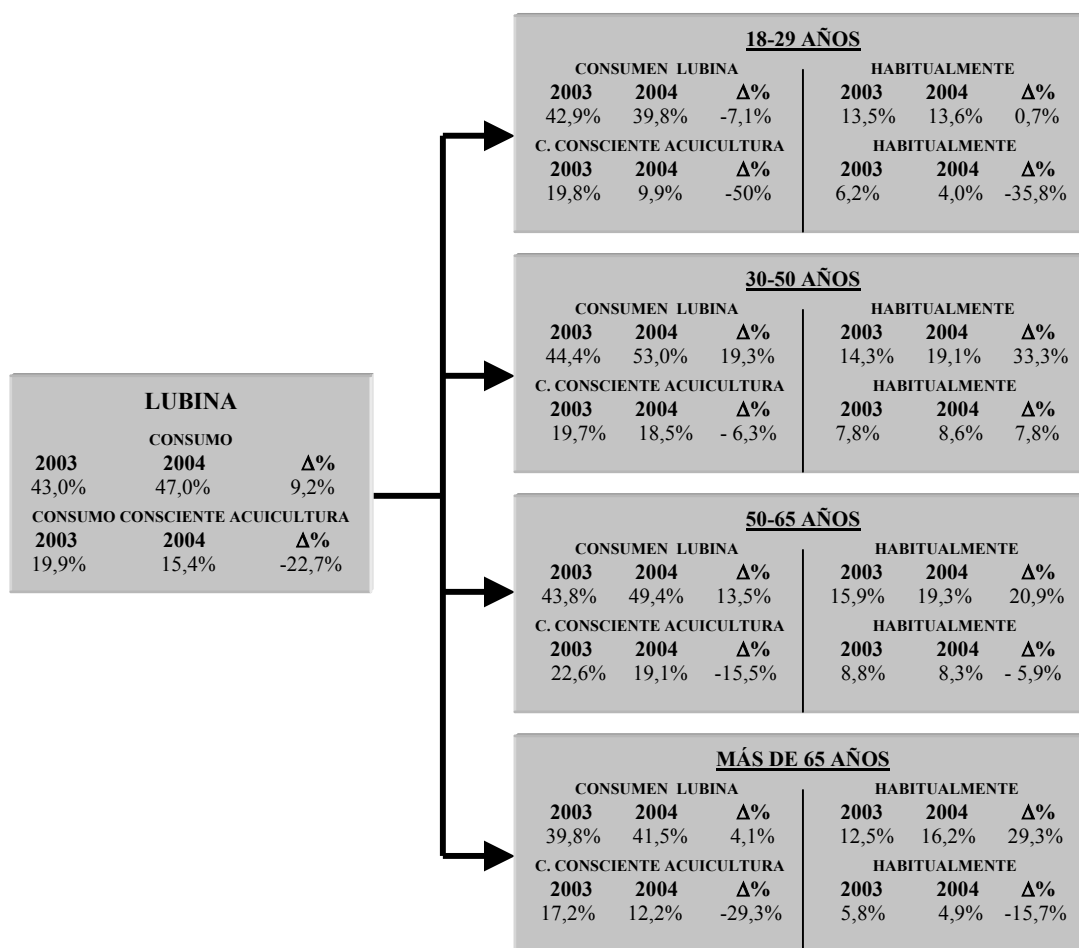 LUBINA
CONSUMO
2003 2004 Δ%
43,0% 47,0% 9,2%
CONSUMO CONSCIENTE ACUICULTURA
2003 2004 Δ%
19,9% 15,4% -22,7%
18-29 AÑOS
CONSUMEN LUBINA HABITUALMENTE
2003 2004 Δ% 2003 2004 Δ%
42,9% 39,8% -7,1% 13,5% 13,6% 0,7%
C. CONSCIENTE ACUICULTURA HABITUALMENTE
2003 2004 Δ% 2003 2004 Δ%
19,8% 9,9% -50% 6,2% 4,0% -35,8%
30-50 AÑOS
CONSUMEN LUBINA HABITUALMENTE
2003 2004 Δ% 2003 2004 Δ%
44,4% 53,0% 19,3% 14,3% 19,1% 33,3%
C. CONSCIENTE ACUICULTURA HABITUALMENTE
2003 2004 Δ% 2003 2004 Δ%
19,7% 18,5% - 6,3% 7,8% 8,6% 7,8%
50-65 AÑOS
CONSUMEN LUBINA HABITUALMENTE
2003 2004 Δ% 2003 2004 Δ%
43,8% 49,4% 13,5% 15,9% 19,3% 20,9%
C. CONSCIENTE ACUICULTURA HABITUALMENTE
2003 2004 Δ% 2003 2004 Δ%
22,6% 19,1% -15,5% 8,8% 8,3% - 5,9%
MÁS DE 65 AÑOS
CONSUMEN LUBINA HABITUALMENTE
2003 2004 Δ% 2003 2004 Δ%
39,8% 41,5% 4,1% 12,5% 16,2% 29,3%
C. CONSCIENTE ACUICULTURA HABITUALMENTE
2003 2004 Δ% 2003 2004 Δ%
17,2% 12,2% -29,3% 5,8% 4,9% -15,7%